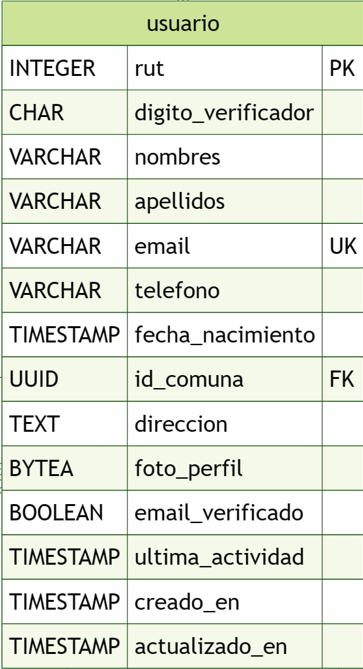 usuario
INTEGER rut PK
CHAR digito_verificador
VARCHAR nombres
VARCHAR apellidos
VARCHAR email UK
VARCHAR telefono
TIMESTAMP fecha_nacimiento
UUID id_comuna FK
TEXT direccion
BYTEA foto_perfil
BOOLEAN email_verificado
TIMESTAMP ultima_actividad
TIMESTAMP creado_en
TIMESTAMP actualizado_en